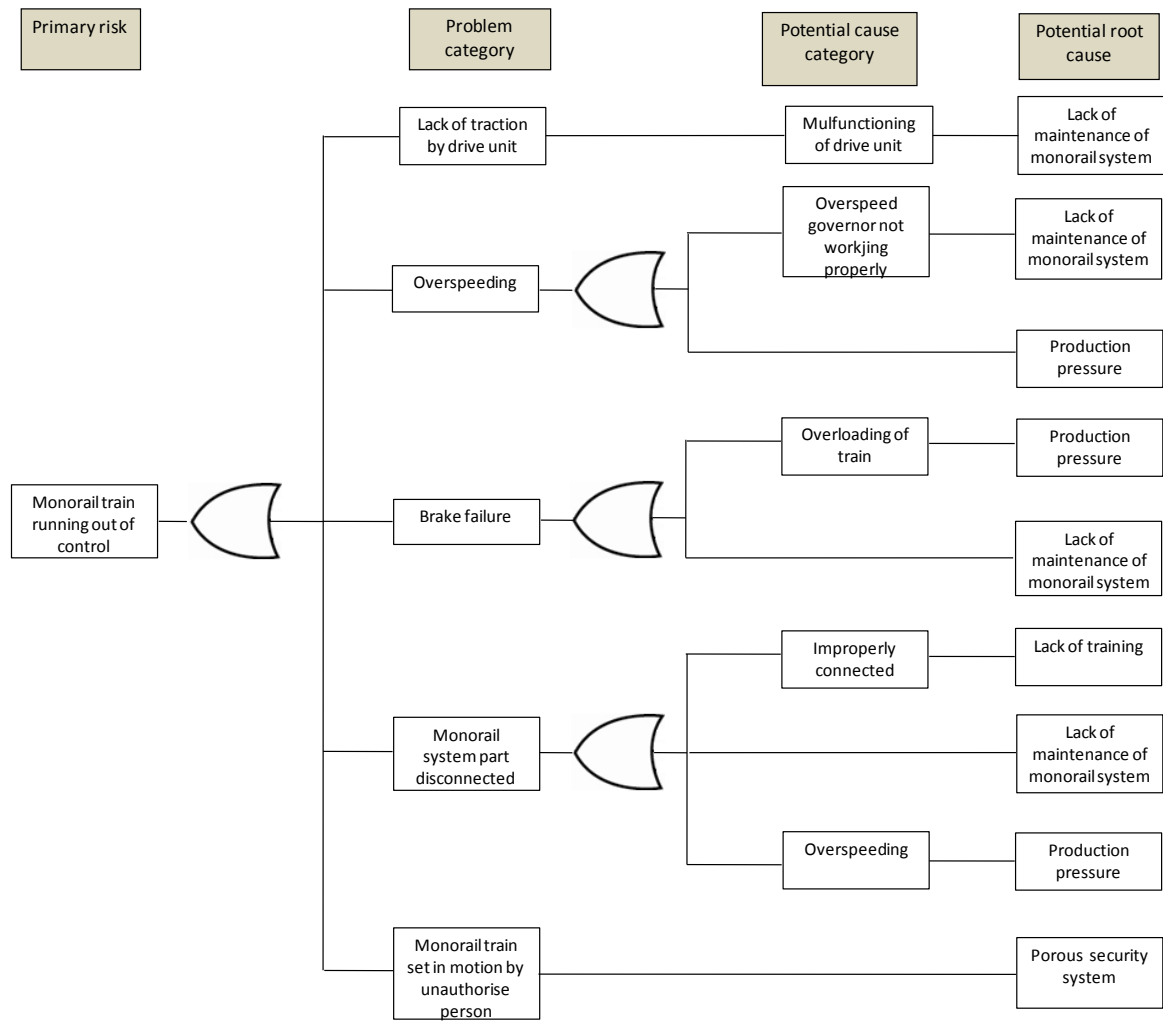 Primary risk
Problem
category
Potential cause
category
Potential root
cause
Lack of traction
by drive unit
Mulfunctioning
of drive unit
Lack of
maintenance of
monorail system
Overspeeding
Overspeed
governor not
workjing
properly
Lack of
maintenance of
monorail system
Production
pressure
Monorail train
running out of
control
Brake failure
Overloading of
train
Production
pressure
Lack of
maintenance of
monorail system
Monorail
system part
disconnected
Improperly
connected
Lack of training
Lack of
maintenance of
monorail system
Overspeeding
Production
pressure
Monorail train
set in motion by
unauthorise
person
Porous security
system